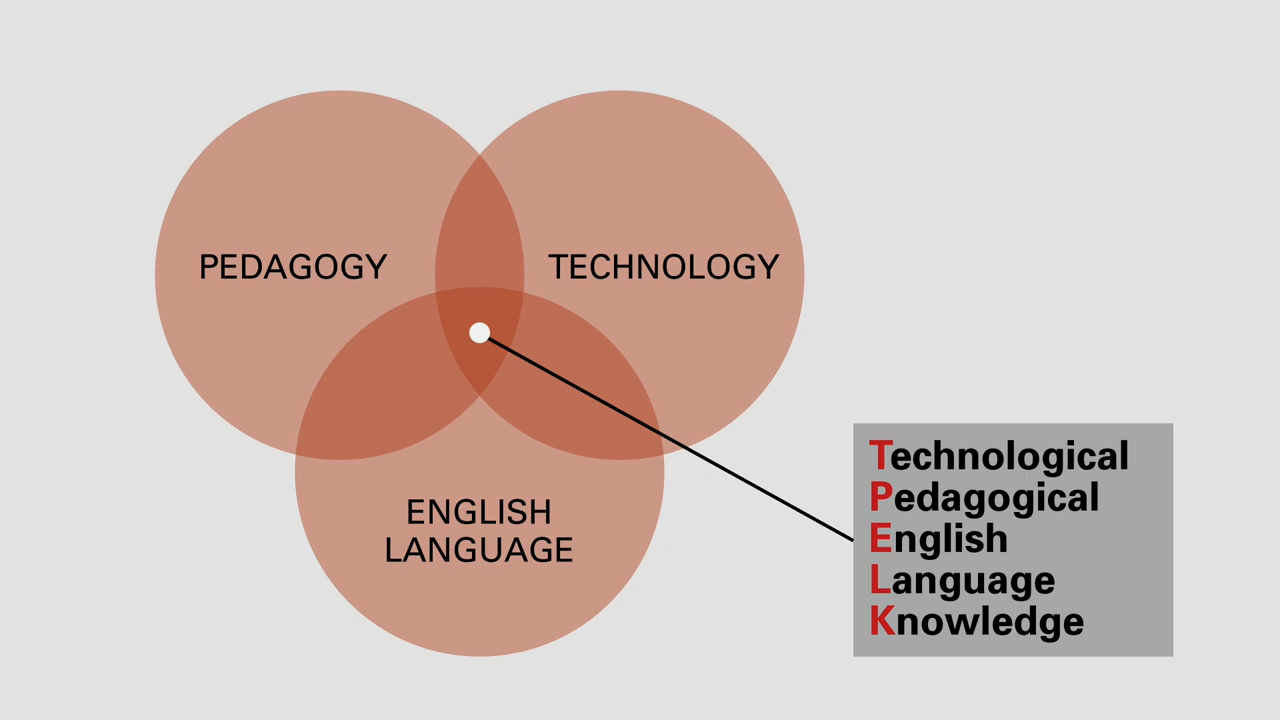 PEDAGOGY
TECHNOLOGY
ENGLISH
LANGUAGE
Technological
Pedagogical
English
Language
Knowledge